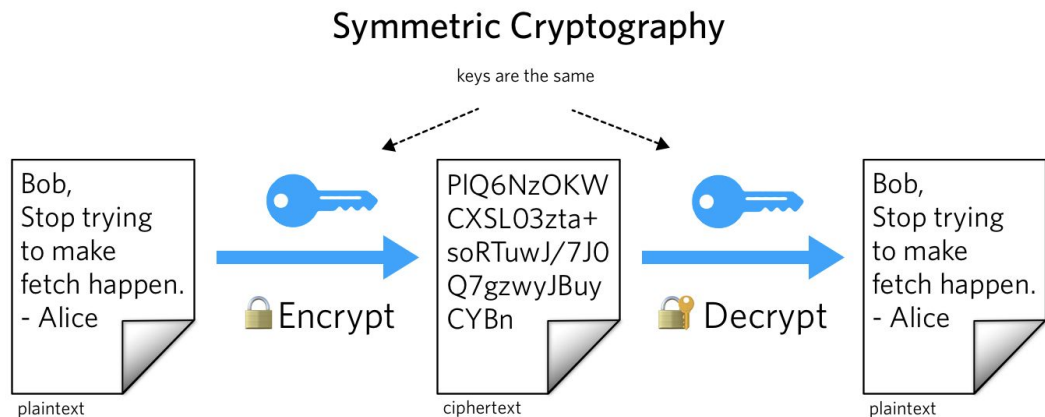 Symmetric Cryptography
keys are the same
Bob,
Stop trying
to make
fetch happen.
- Alice
plaintext
Encrypt
PlQ6NzOKW
CXSL03zta+
soRTuwJ/7J0
Q7gzwyJBuy
CYBn
ciphertext
Decrypt
Bob,
Stop trying
to make
fetch happen.
- Alice
plaintext